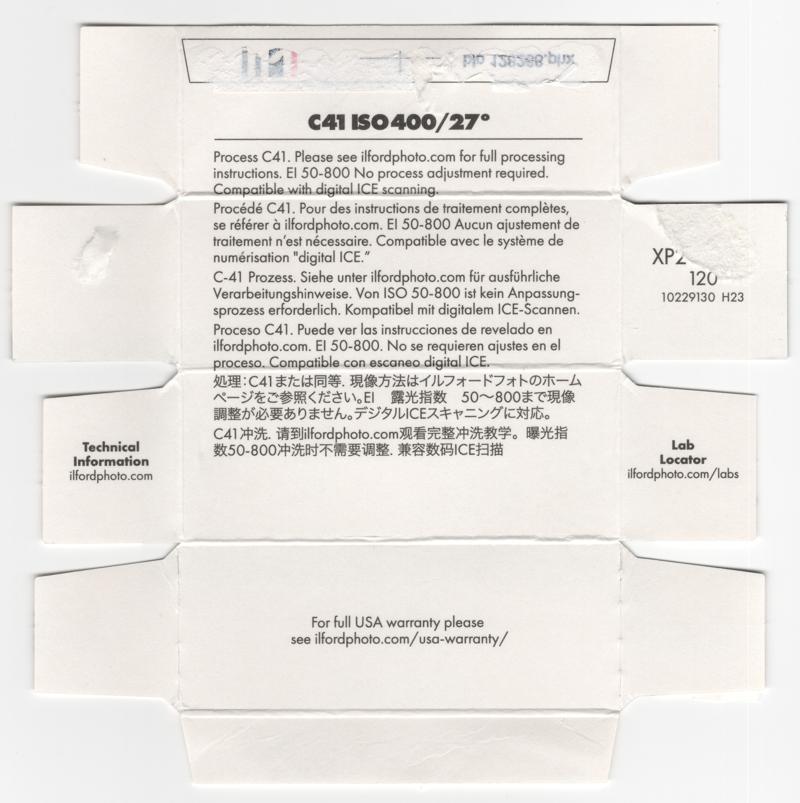 blp 128268.phx
C41 ISO 400/27°
Process C41. Please see ilfordphoto.com for full processing
instructions. EI 50-800 No process adjustment required.
Compatible with digital ICE scanning.
Procédé C41. Pour des instructions de traitement complètes,
se référer à ilfordphoto.com. EI 50-800 Aucun ajustement de
traitement n'est nécessaire. Compatible avec le système de
numérisation "digital ICE."
C-41 Prozess. Siehe unter ilfordphoto.com für ausführliche
Verarbeitungshinweise. Von ISO 50-800 ist kein Anpassung-
sprozess erforderlich. Kompatibel mit digitalem ICE-Scannen.
Proceso C41. Puede ver las instrucciones de revelado en
ilfordphoto.com. EI 50-800. No se requieren ajustes en el
proceso. Compatible con escaneo digital ICE.
処理：C41または同等. 現像方法はイルフォードフォトのホーム
ページをご参照ください。EI　露光指数　50～800まで現像
調整が必要ありません。デジタルICEスキャニングに対応。
C41冲洗. 请到ilfordphoto.com观看完整冲洗教学。曝光指
数50-800冲洗时不需要调整. 兼容数码ICE扫描
XP2
120
10229130 H23
Technical
Information
ilfordphoto.com
Lab
Locator
ilfordphoto.com/labs
For full USA warranty please
see ilfordphoto.com/usa-warranty/